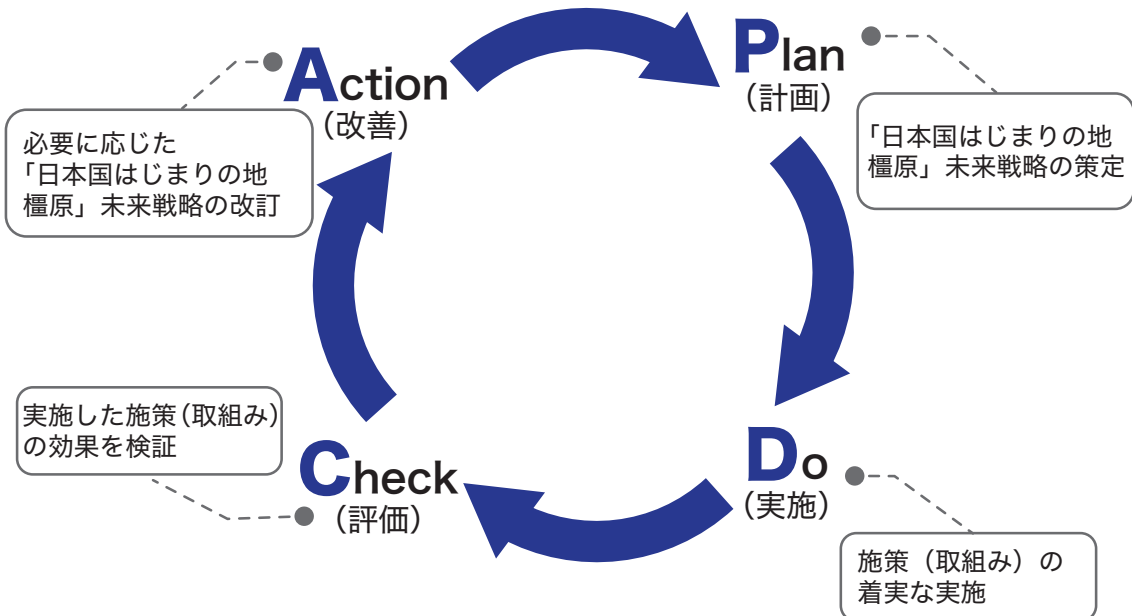 Plan
(計画)
「日本国はじまりの地
橿原」未来戦略の策定
Do
(実施)
施策（取組み）の
着実な実施
Check
(評価)
実施した施策(取組み)
の効果を検証
Action
(改善)
必要に応じた
「日本国はじまりの地
橿原」未来戦略の改訂